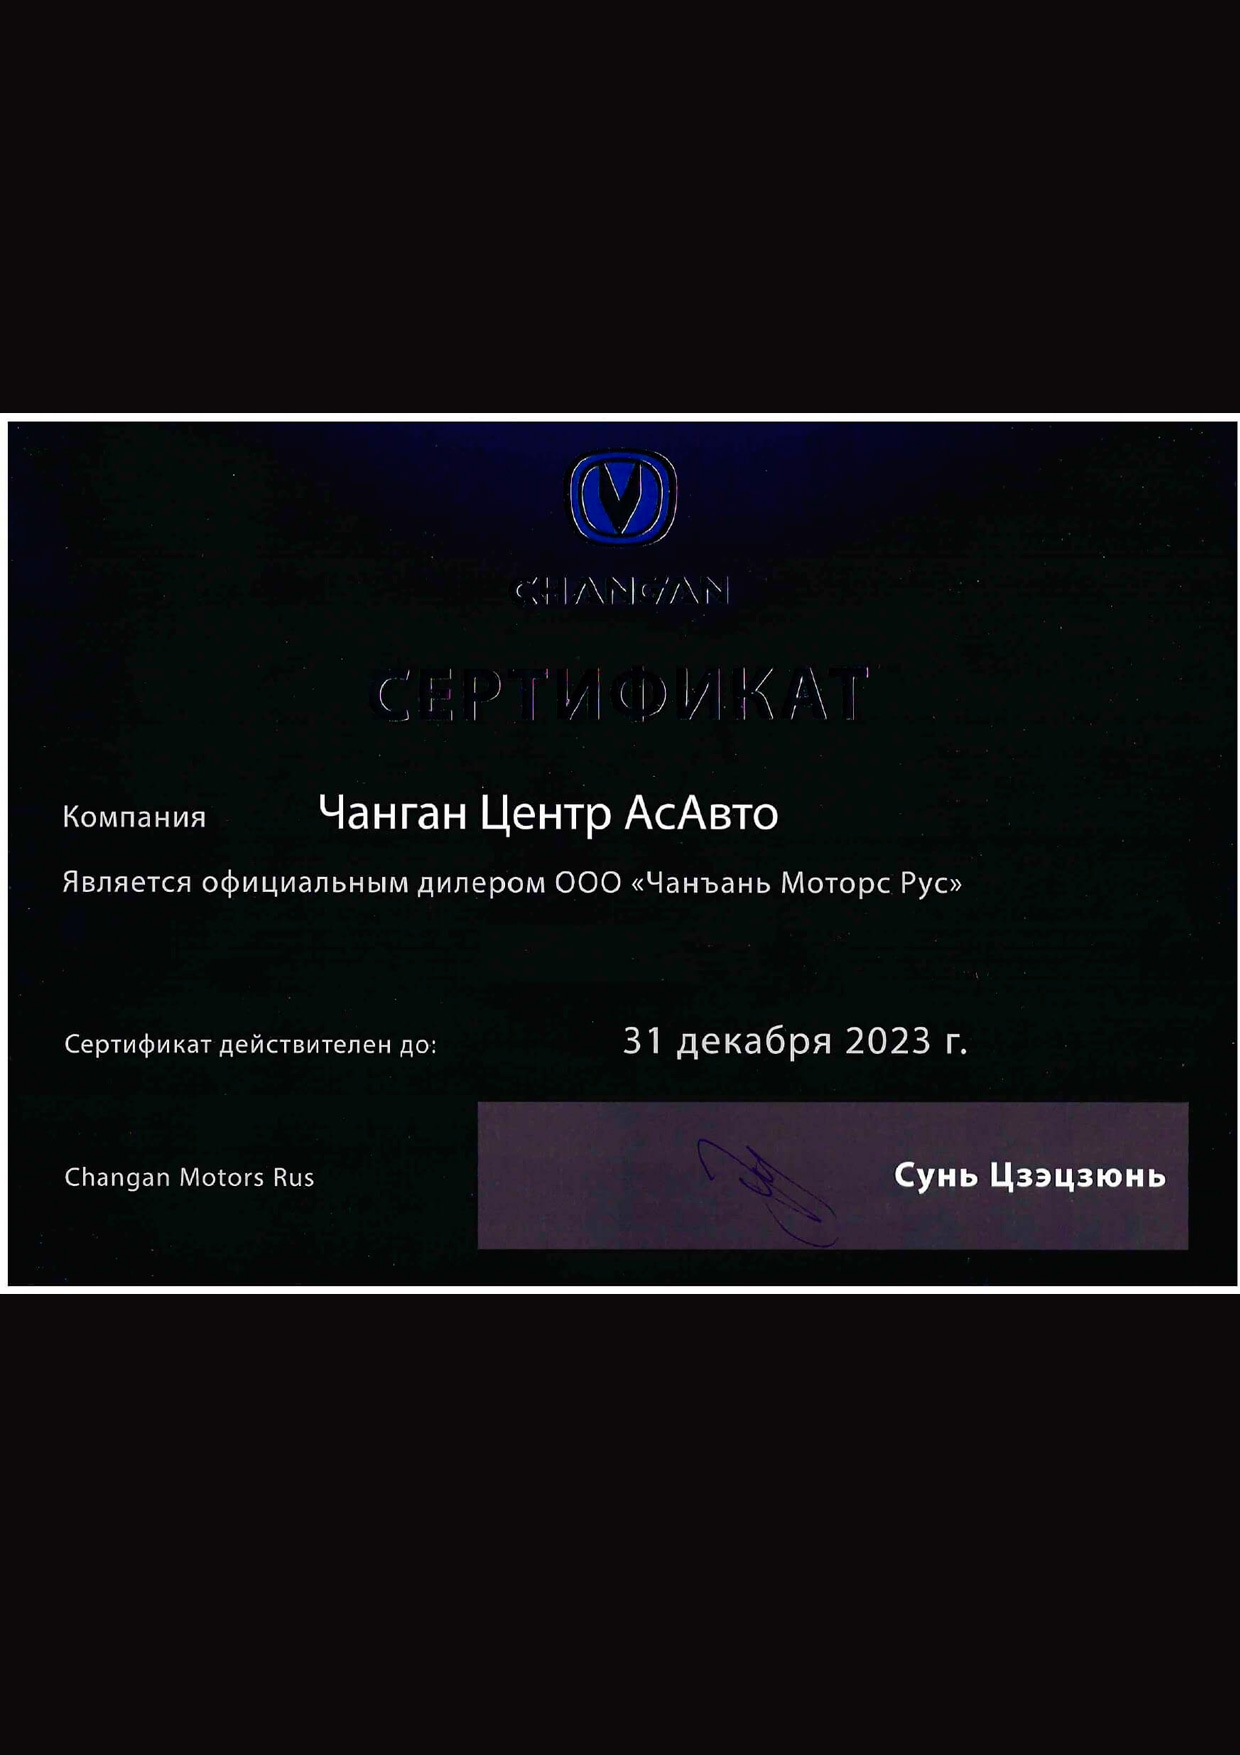 CHANGAN
СЕРТИФИКАТ
Компания Чанган Центр АсАвто
Является официальным дилером ООО «Чанъань Моторс Рус»
Сертификат действителен до: 31 декабря 2023 г.
Changan Motors Rus Сунь Цзэцзюнь